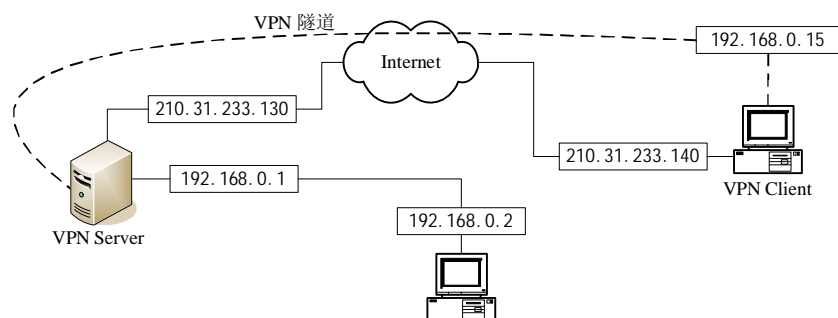 VPN 隧道
192.168.0.15
Internet
210.31.233.130
210.31.233.140
192.168.0.1
VPN Client
192.168.0.2
VPN Server